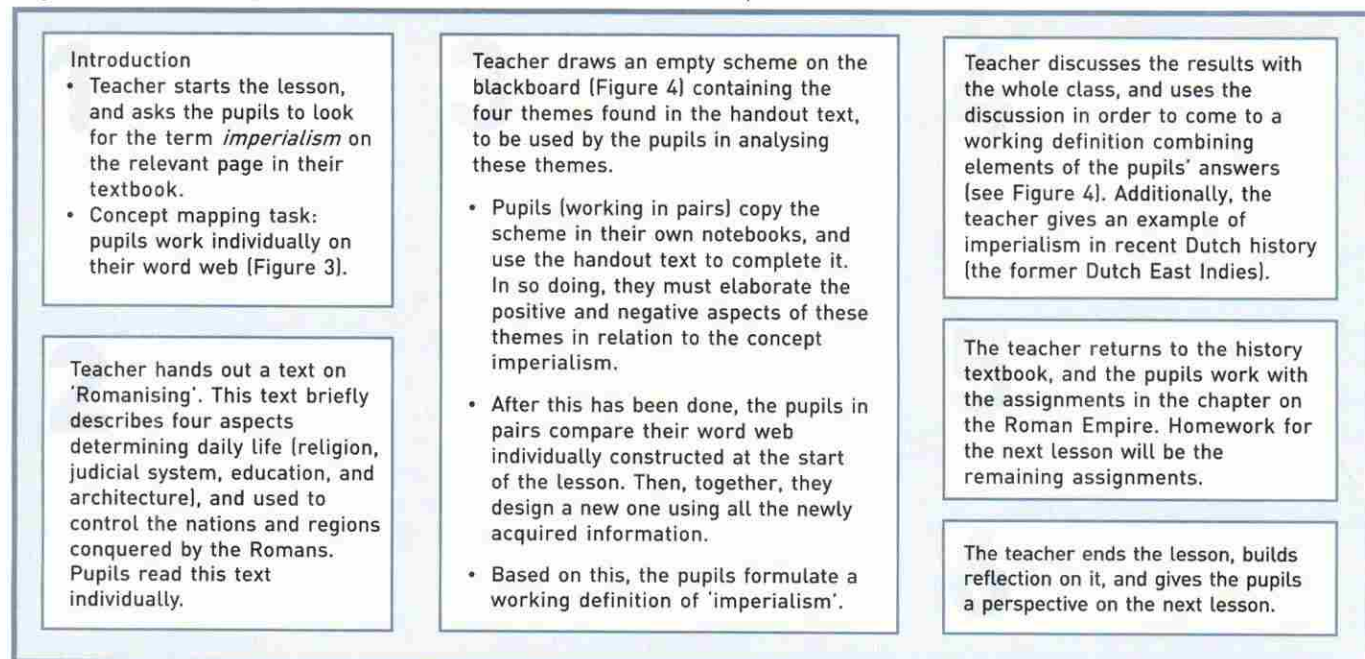 Introduction
• Teacher starts the lesson,
and asks the pupils to look
for the term imperialism on
the relevant page in their
textbook.
• Concept mapping task:
pupils work individually on
their word web (Figure 3).
Teacher hands out a text on
'Romanising'. This text briefly
describes four aspects
determining daily life (religion,
judicial system, education, and
architecture), and used to
control the nations and regions
conquered by the Romans.
Pupils read this text
individually.
Teacher draws an empty scheme on the
blackboard (Figure 4) containing the
four themes found in the handout text,
to be used by the pupils in analysing
these themes.
• Pupils (working in pairs) copy the
scheme in their own notebooks, and
use the handout text to complete it.
In so doing, they must elaborate the
positive and negative aspects of these
themes in relation to the concept
imperialism.
• After this has been done, the pupils in
pairs compare their word web
individually constructed at the start
of the lesson. Then, together, they
design a new one using all the newly
acquired information.
• Based on this, the pupils formulate a
working definition of 'imperialism'.
Teacher discusses the results with
the whole class, and uses the
discussion in order to come to a
working definition combining
elements of the pupils' answers
(see Figure 4). Additionally, the
teacher gives an example of
imperialism in recent Dutch history
(the former Dutch East Indies).
The teacher returns to the history
textbook, and the pupils work with
the assignments in the chapter on
the Roman Empire. Homework for
the next lesson will be the
remaining assignments.
The teacher ends the lesson, builds
reflection on it, and gives the pupils
a perspective on the next lesson.